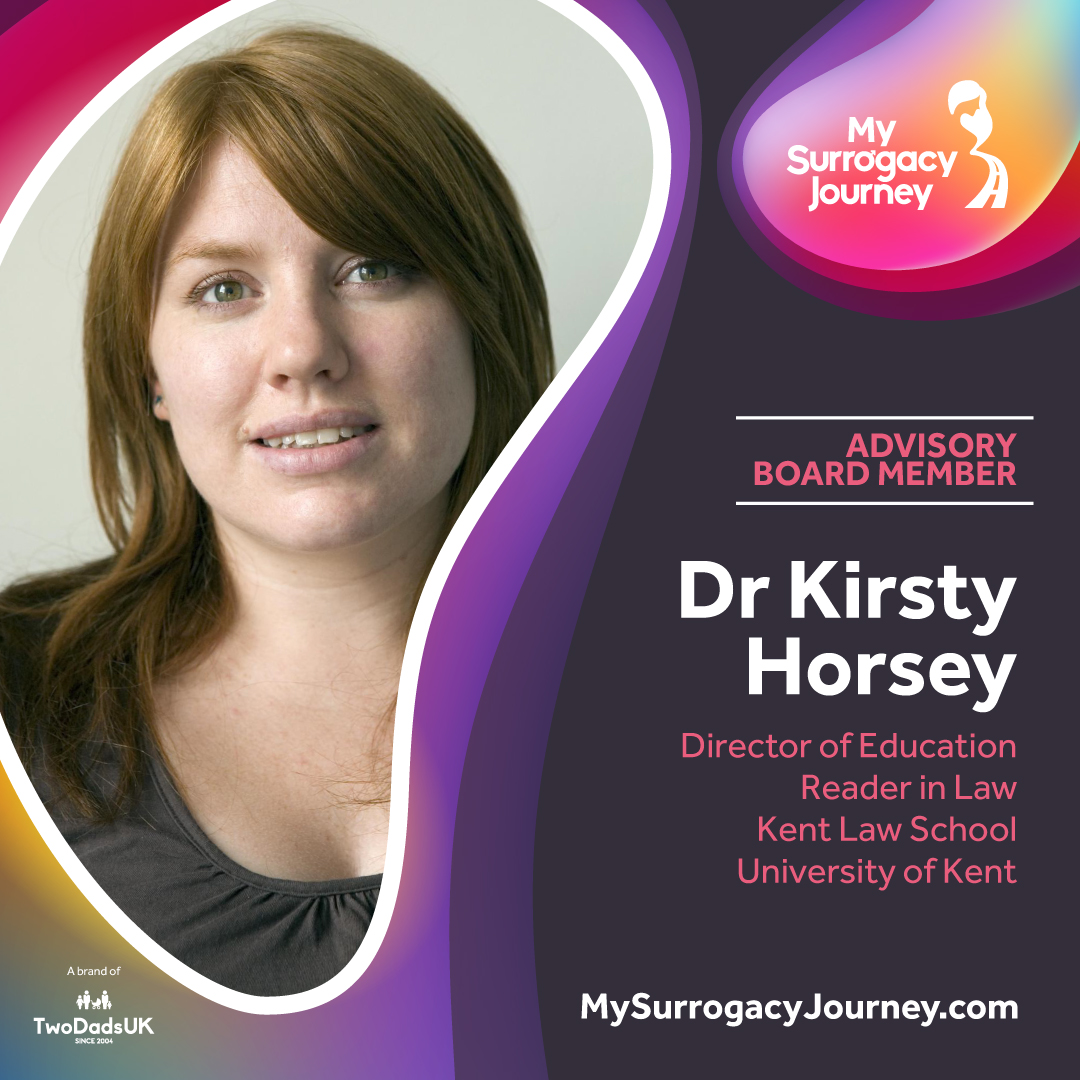 My
Surrogacy
Journey
ADVISORY
BOARD MEMBER
Dr Kirsty
Horsey
Director of Education
Reader in Law
Kent Law School
University of Kent
A brand of
TwoDadsUK
SINCE 2004
MySurrogacyJourney.com